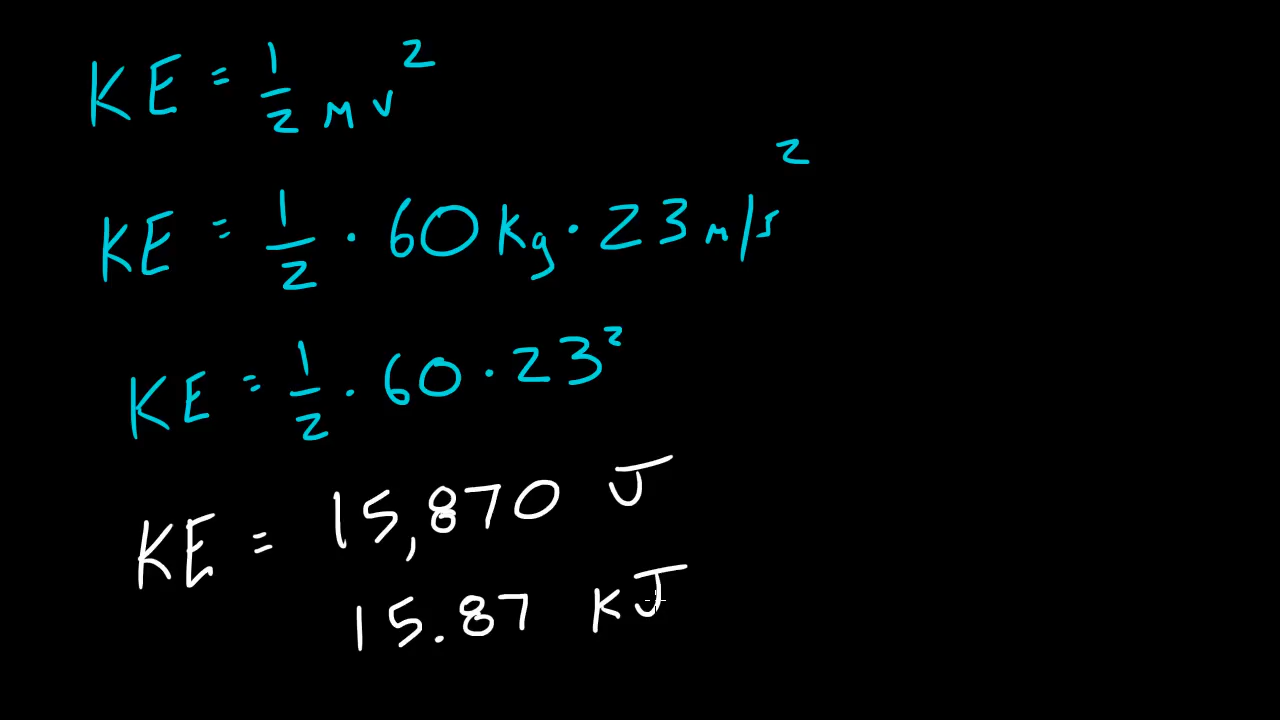 KE = 1/2 mv²
KE = 1/2 · 60 kg · 23 m/s²
KE = 1/2 · 60 · 23²
KE = 15,870 J
15.87 kJ